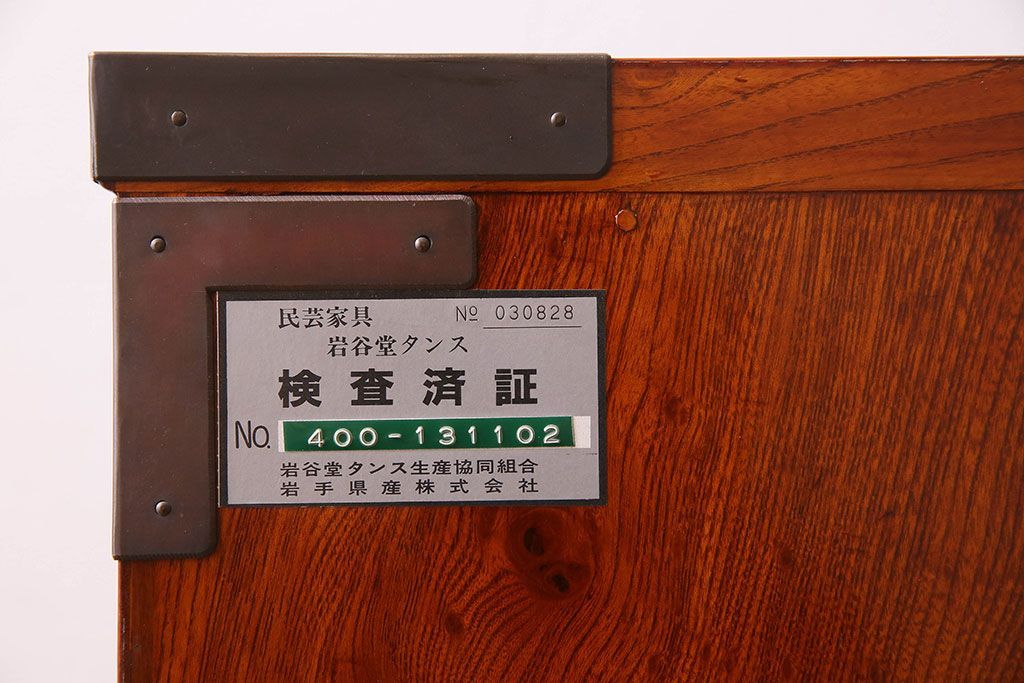 民芸家具 No 030828
岩谷堂タンス
検査済証
No. 400-131102
岩谷堂タンス生産協同組合
岩手県産株式会社